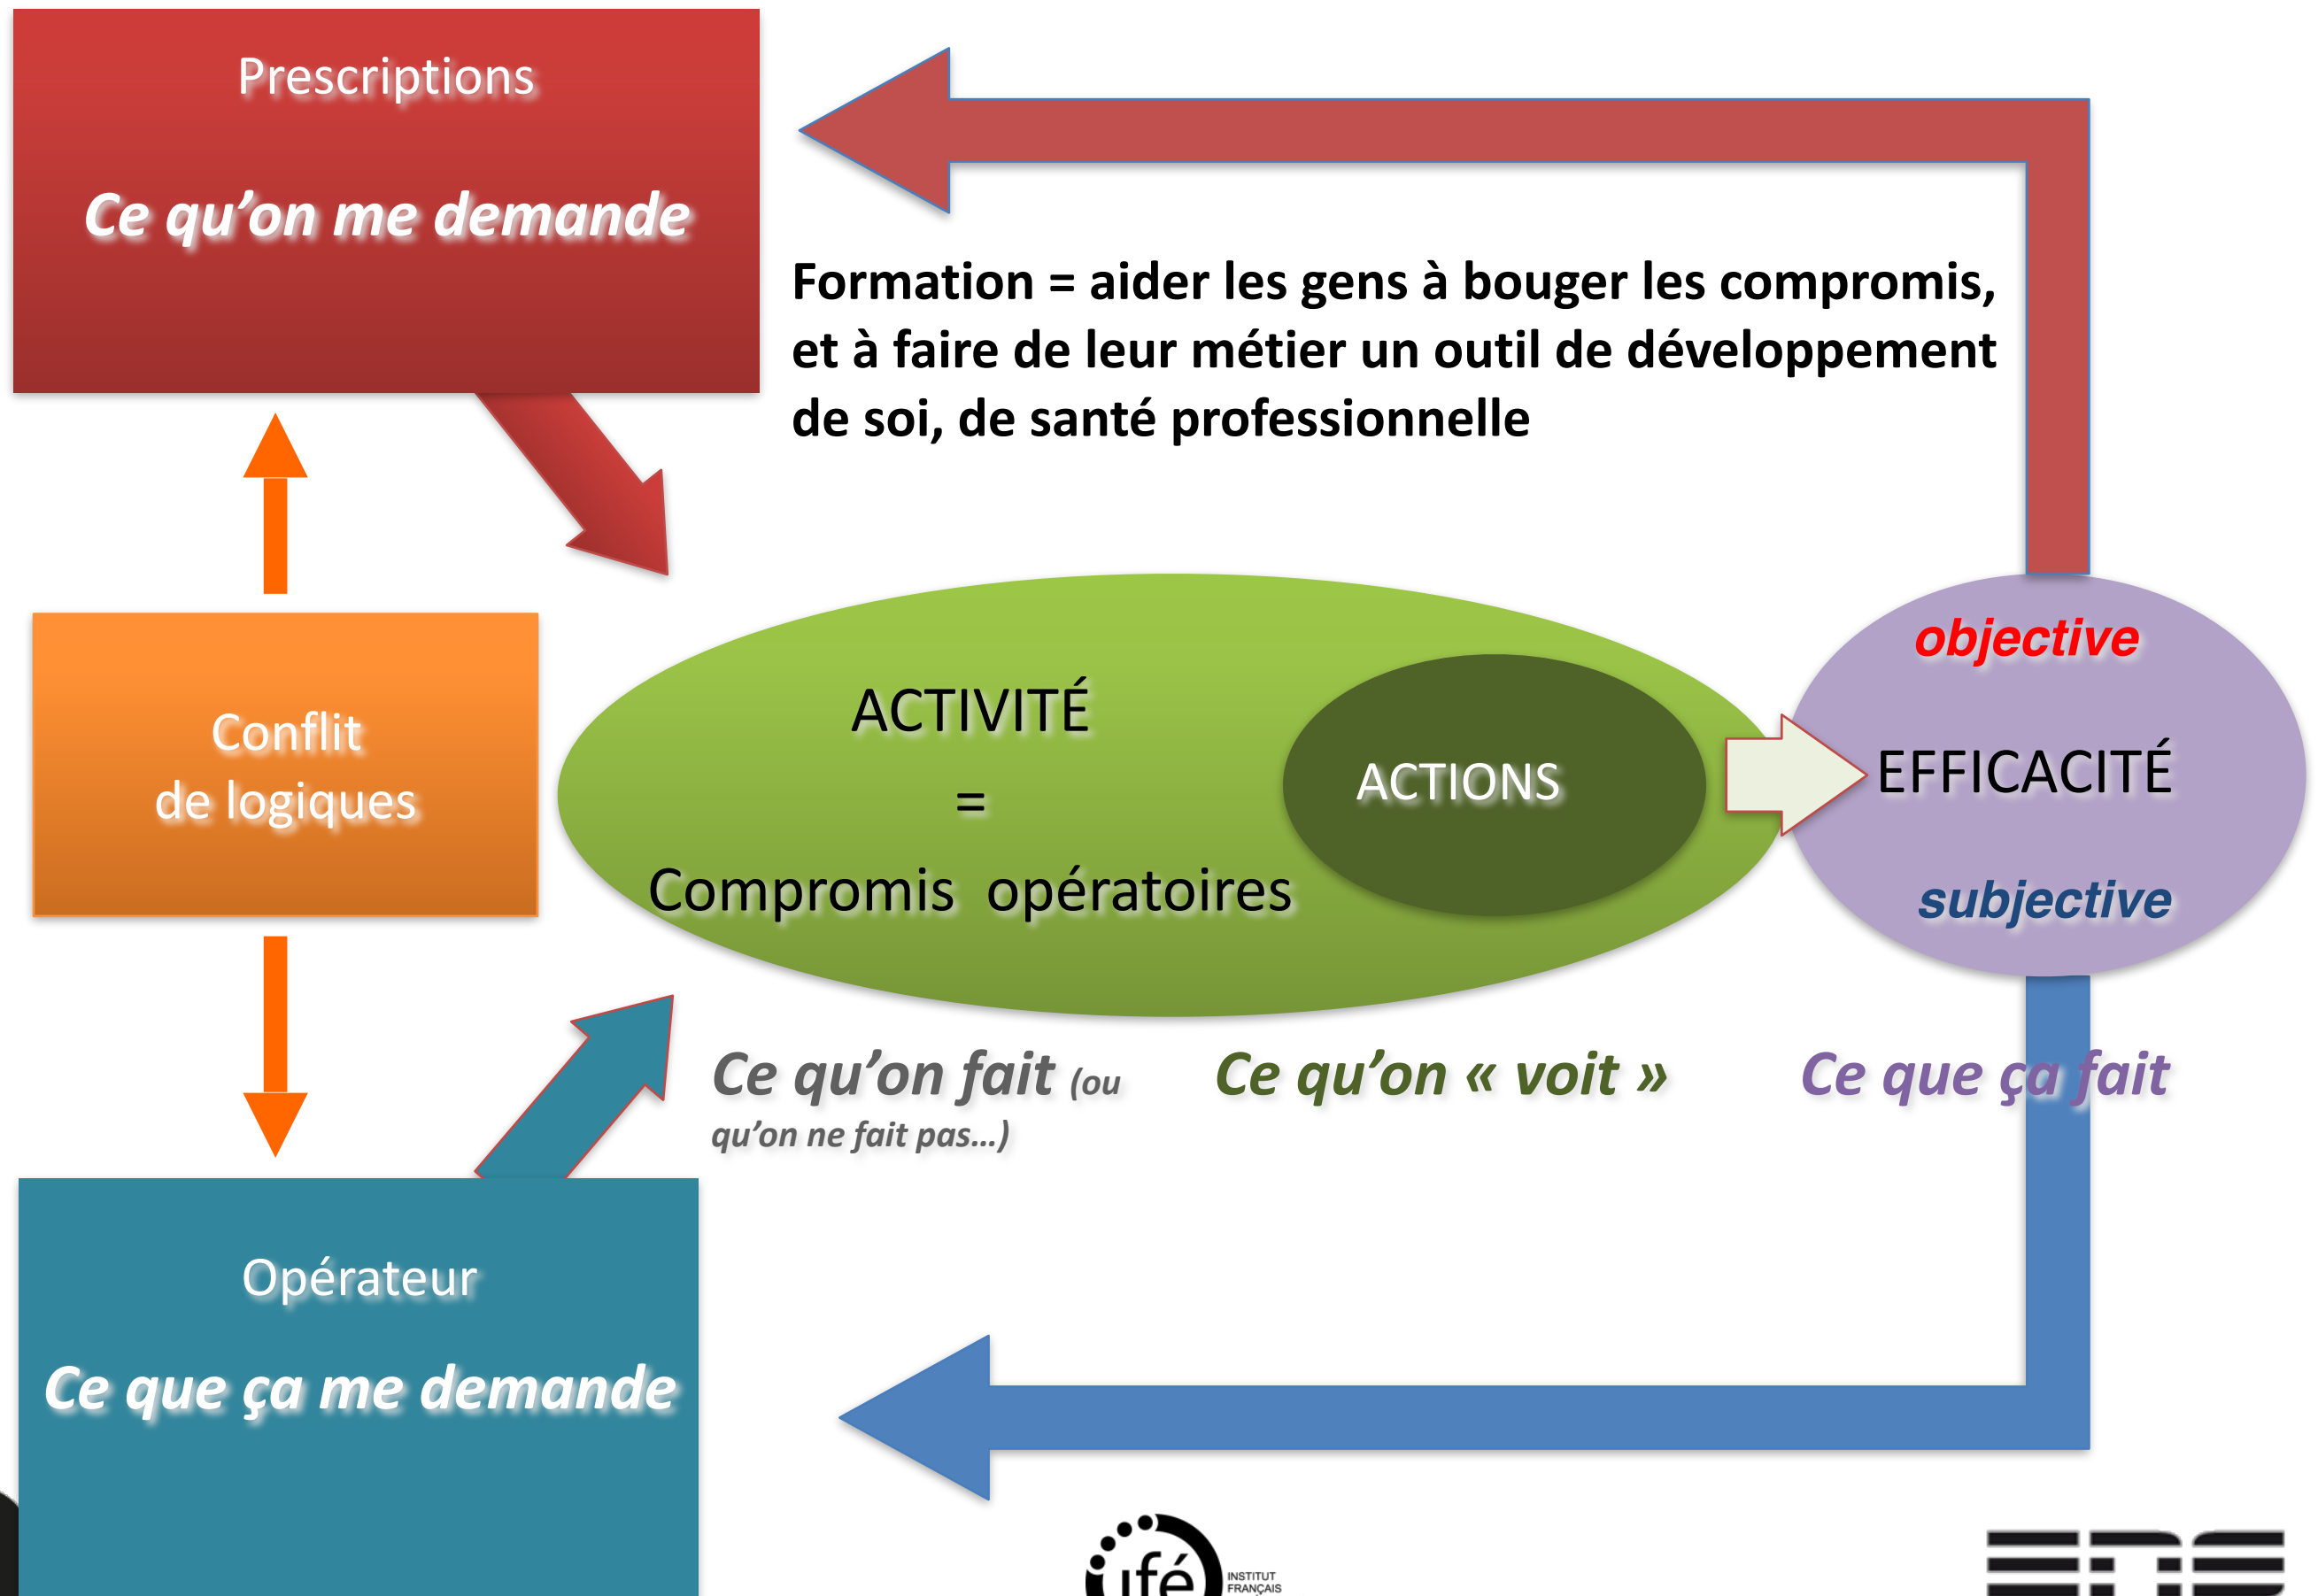 Prescriptions
Ce qu’on me demande
Formation = aider les gens à bouger les compromis,
et à faire de leur métier un outil de développement
de soi, de santé professionnelle
Conflit
de logiques
ACTIVITÉ
=
Compromis opératoires
ACTIONS
objective
EFFICACITÉ
subjective
Ce qu’on fait (ou
qu’on ne fait pas…)
Ce qu’on « voit »
Ce que ça fait
Opérateur
Ce que ça me demande
ifé
INSTITUT
FRANÇAIS